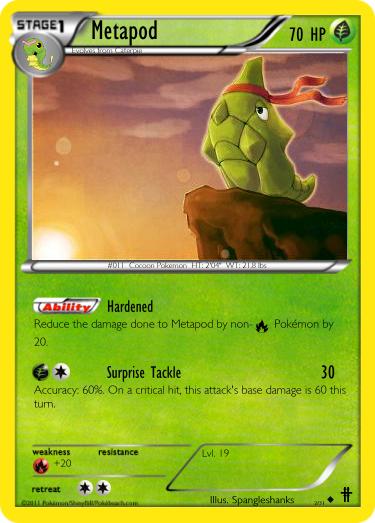 STAGE1
Metapod
70 HP
Evolves from Caterpie
#011 Cocoon Pokemon HT: 2'04" WT: 21.8 lbs
Ability Hardened
Reduce the damage done to Metapod by non- Pokémon by
20.
Surprise Tackle 30
Accuracy: 60%. On a critical hit, this attack's base damage is 60 this
turn.
weakness resistance
+20
Lvl. 19
retreat
Illus. Spangleshanks
©2011 Pokémon/ShinyBill/Pokébeach.com